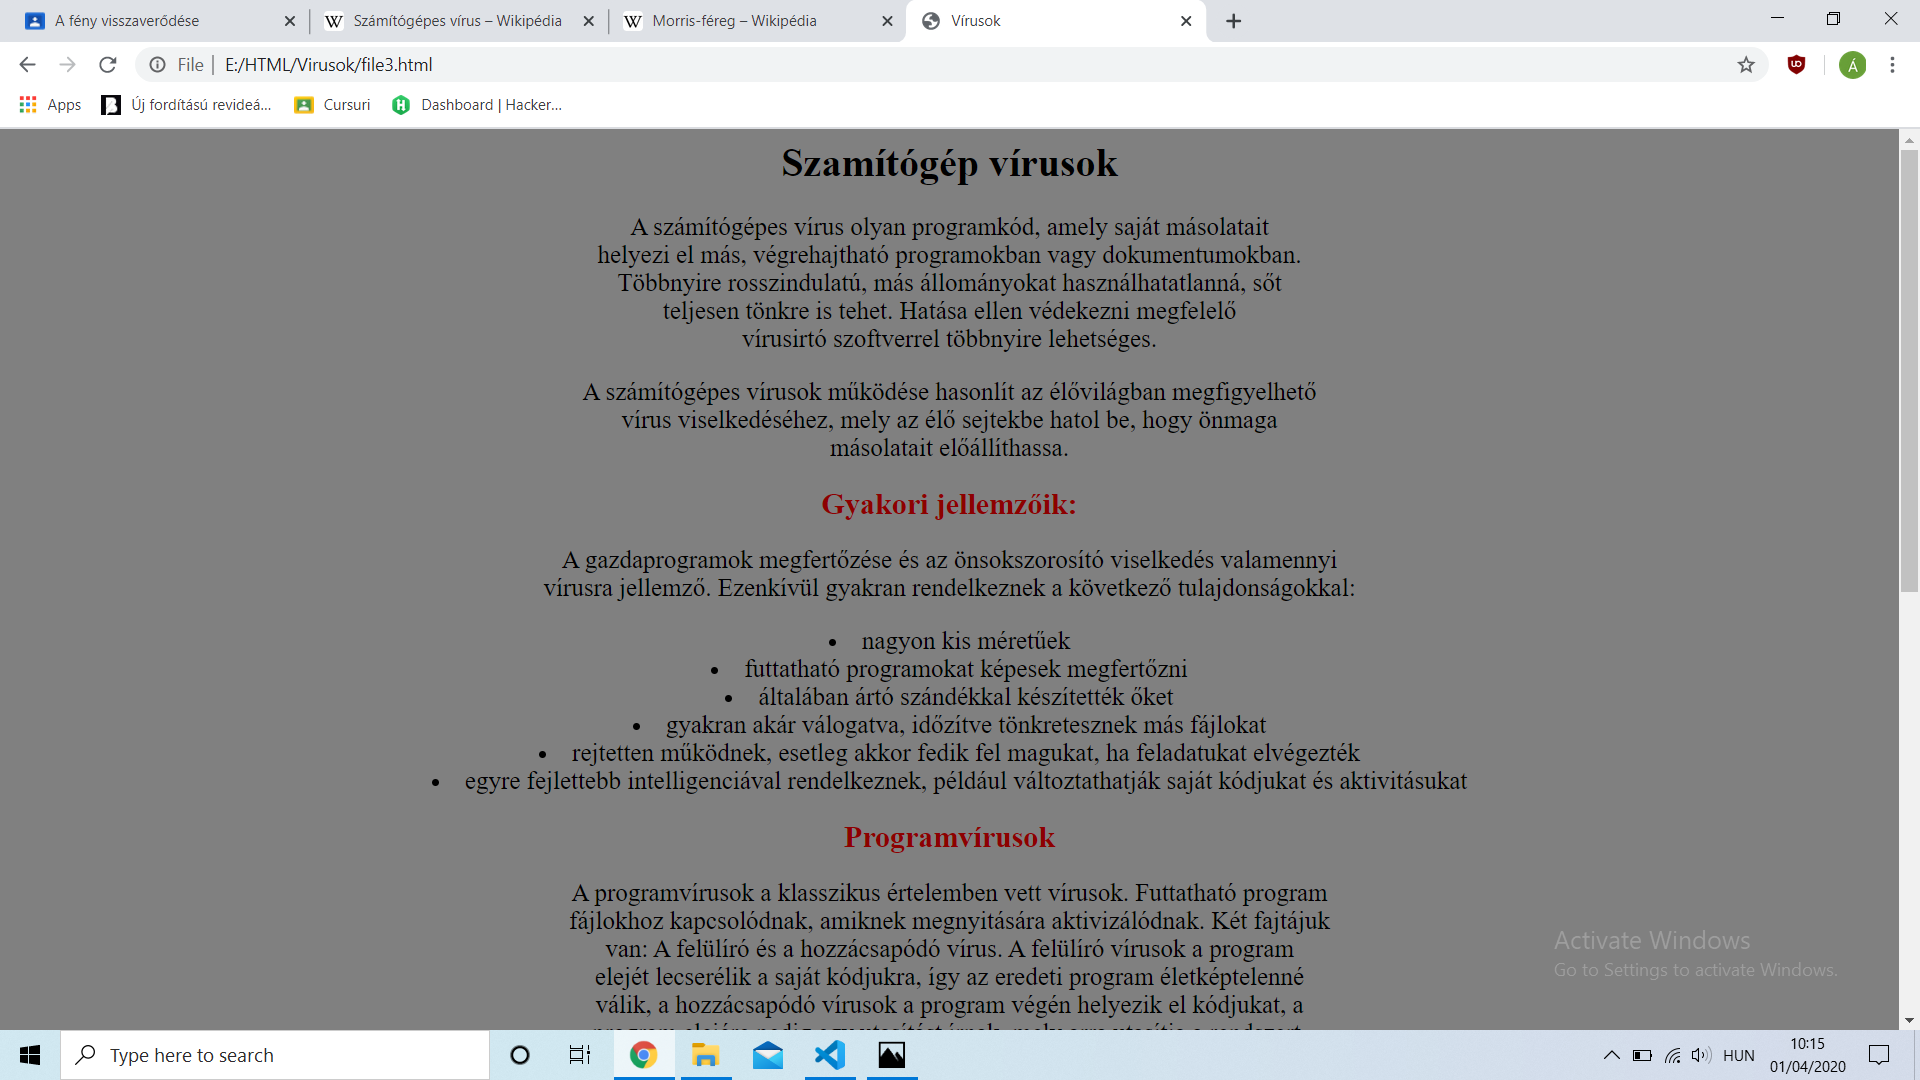 A fény visszaverődése
Számítógépes vírus – Wikipédia
Morris-féreg – Wikipédia
Vírusok
File | E:/HTML/Virusok/file3.html
Á
Apps
Új fordítású revideá...
Cursuri
Dashboard | Hacker...
Szamítógép vírusok
A számítógépes vírus olyan programkód, amely saját másolatait
helyezi el más, végrehajtható programokban vagy dokumentumokban.
Többnyire rosszindulatú, más állományokat használhatatlanná, sőt
teljesen tönkre is tehet. Hatása ellen védekezni megfelelő
vírusirtó szoftverrel többnyire lehetséges.
A számítógépes vírusok működése hasonlít az élővilágban megfigyelhető
vírus viselkedéséhez, mely az élő sejtekbe hatol be, hogy önmaga
másolatait előállíthassa.
Gyakori jellemzőik:
A gazdaprogramok megfertőzése és az önsokszorosító viselkedés valamennyi
vírusra jellemző. Ezenkívül gyakran rendelkeznek a következő tulajdonságokkal:
• nagyon kis méretűek
• futtatható programokat képesek megfertőzni
• általában ártó szándékkal készítették őket
• gyakran akár válogatva, időzítve tönkretesznek más fájlokat
• rejtetten működnek, esetleg akkor fedik fel magukat, ha feladatukat elvégezték
• egyre fejlettebb intelligenciával rendelkeznek, például változtathatják saját kódjukat és aktivitásukat
Programvírusok
A programvírusok a klasszikus értelemben vett vírusok. Futtatható program
fájlokhoz kapcsolódnak, amiknek megnyitására aktivizálódnak. Két fajtájuk
van: A felülíró és a hozzácsapódó vírus. A felülíró vírusok a program
elejét lecserélik a saját kódjukra, így az eredeti program életképtelenné
válik, a hozzácsapódó vírusok a program végén helyezik el kódjukat, a
Activate Windows
Go to Settings to activate Windows.
Type here to search
HUN
10:15
01/04/2020